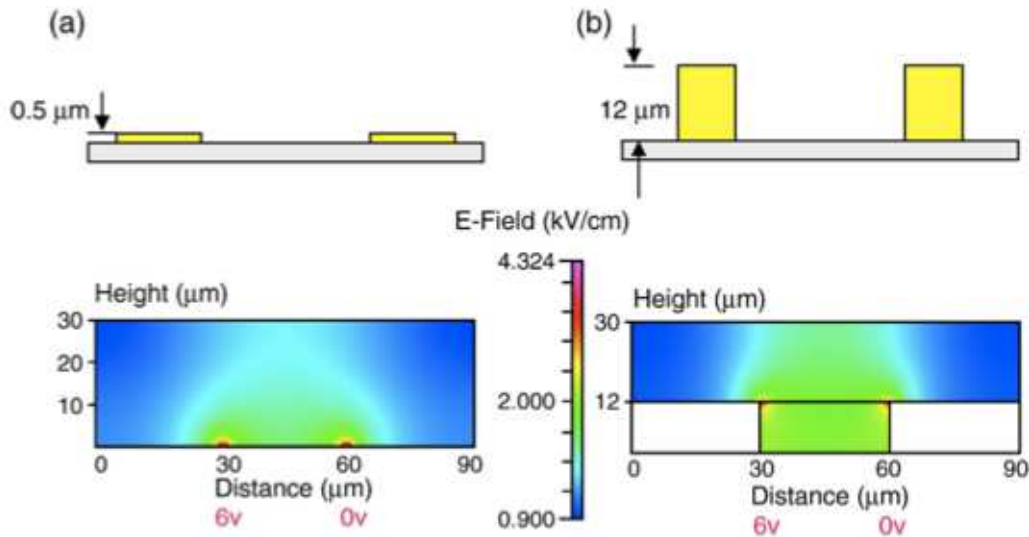 (a)
(b)
0.5 μm
12 μm
E-Field (kV/cm)
4.324
2.000
0.900
Height (μm)
30
20
10
0 30 60 90
Distance (μm)
6v 0v
Height (μm)
30
12
0 30 60 90
Distance (μm)
6v 0v